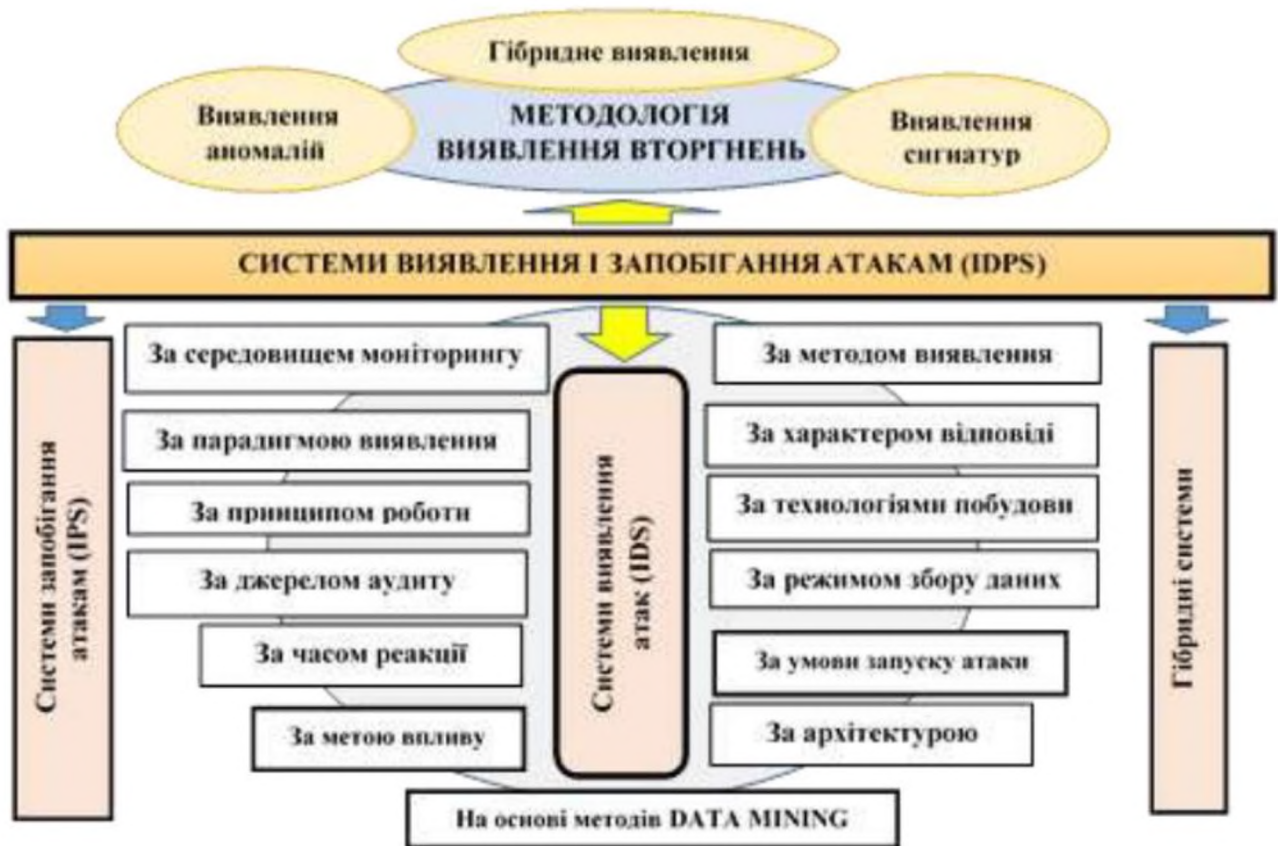 Гібридне виявлення
Виявлення
аномалій
МЕТОДОЛОГІЯ
ВИЯВЛЕННЯ ВТОРГНЕНЬ
Виявлення
сигнатур
СИСТЕМИ ВИЯВЛЕННЯ І ЗАПОБІГАННЯ АТАКАМ (IDPS)
Системи запобігання
атакам (IPS)
За середовищем моніторингу
За парадигмою виявлення
За принципом роботи
За джерелом аудиту
За часом реакції
За метою впливу
Системи виявлення
атак (IDS)
За методом виявлення
За характером відповіді
За технологіями побудови
За режимом збору даних
За умови запуску атаки
За архітектурою
Гібридні системи
На основі методів DATA MINING